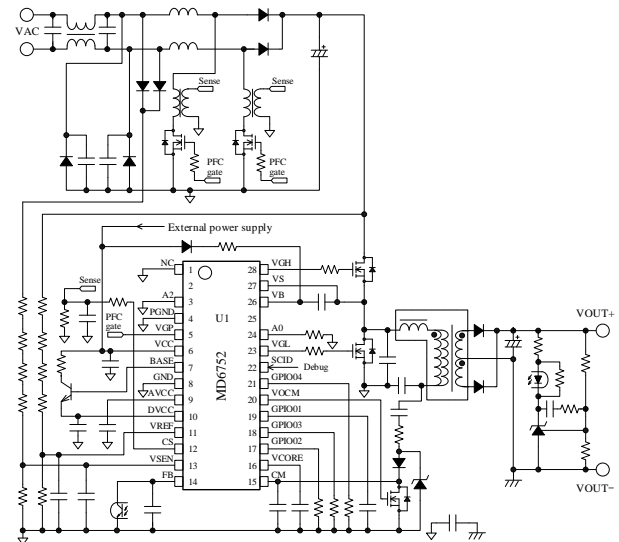 VAC
Sense
Sense
PFC
gate
PFC
gate
External power supply
NC
1
28
VGH
2
27
VS
A2
3
26
VB
PGND
4
25
VGP
5
24
A0
VCC
6
23
VGL
BASE
7
22
SCID
Debug
GND
8
21
GPIO04
AVCC
9
20
VOCM
DVCC
10
19
GPIO01
VREF
11
18
GPIO03
CS
12
17
GPIO02
VSEN
13
16
VCORE
FB
14
15
CM
U1
MD6752
Sense
PFC
gate
VOUT+
VOUT−